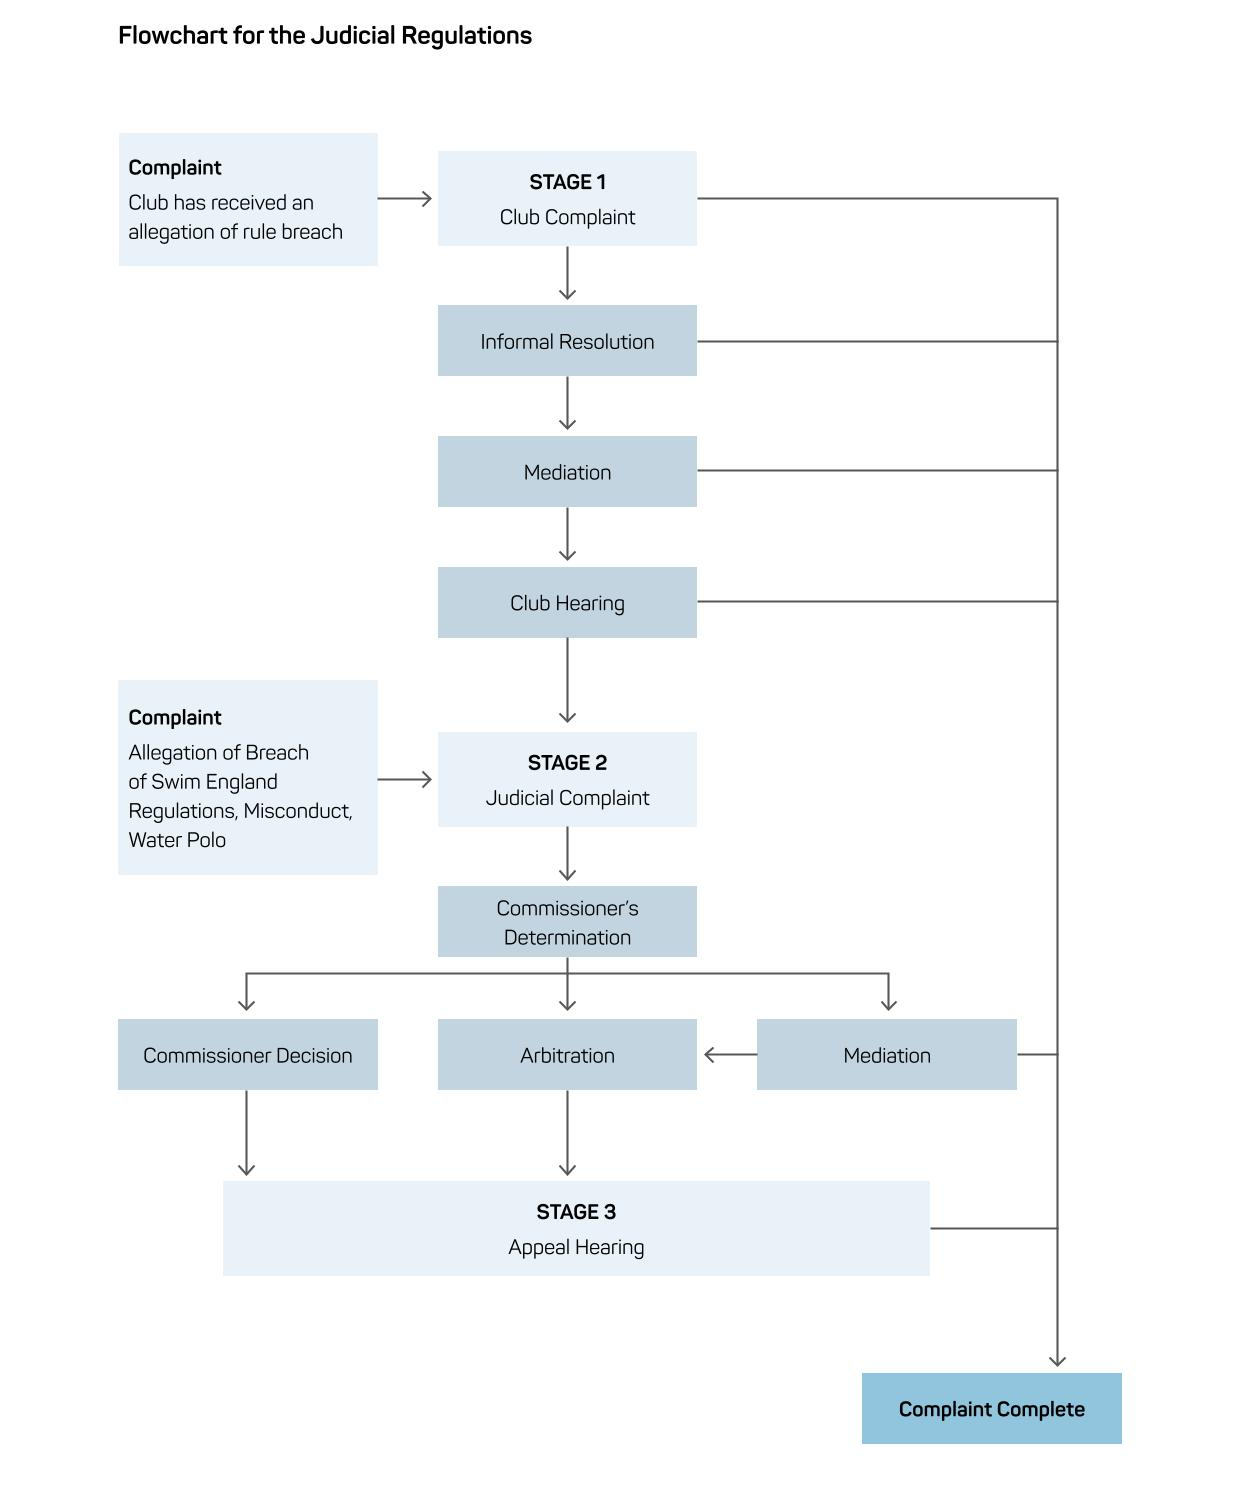 Flowchart for the Judicial Regulations
Complaint
Club has received an
allegation of rule breach
STAGE 1
Club Complaint
Informal Resolution
Mediation
Club Hearing
Complaint
Allegation of Breach
of Swim England
Regulations, Misconduct,
Water Polo
STAGE 2
Judicial Complaint
Commissioner’s
Determination
Commissioner Decision
Arbitration
Mediation
STAGE 3
Appeal Hearing
Complaint Complete